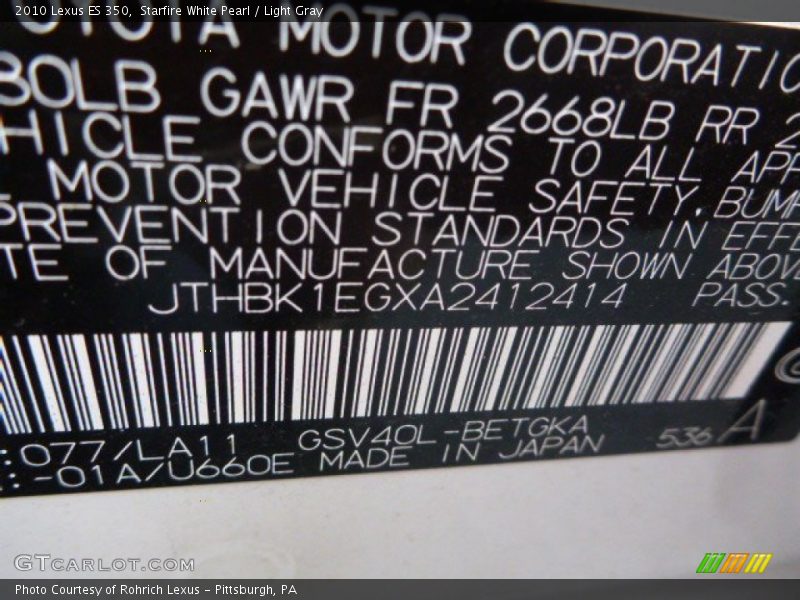 2010 Lexus ES 350, Starfire White Pearl / Light Gray
MOTOR CORPORATIO
80LB GAWR FR 2668LB RR 2
HICLE CONFORMS TO ALL APP
MOTOR VEHICLE SAFETY, BUMP
PREVENTION STANDARDS IN EFFE
TE OF MANUFACTURE SHOWN ABOV
JTHBK1EGXA2412414 PASS.
: 077/LA11 GSV40L-BETGKA 536 A
: -01A/U660E MADE IN JAPAN
GTCARLOT.COM
Photo Courtesy of Rohrich Lexus - Pittsburgh, PA